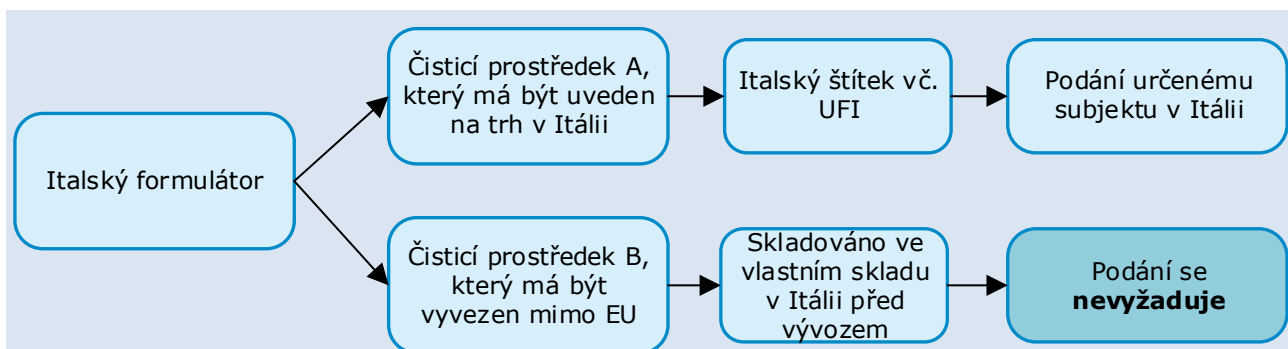 Italský formulátor
Čisticí prostředek A,
který má být uveden
na trh v Itálii
Italský štítek vč.
UFI
Podání určenému
subjektu v Itálii
Čisticí prostředek B,
který má být
vyvezen mimo EU
Skladováno ve
vlastním skladu
v Itálii před
vývozem
Podání se
nevyžaduje